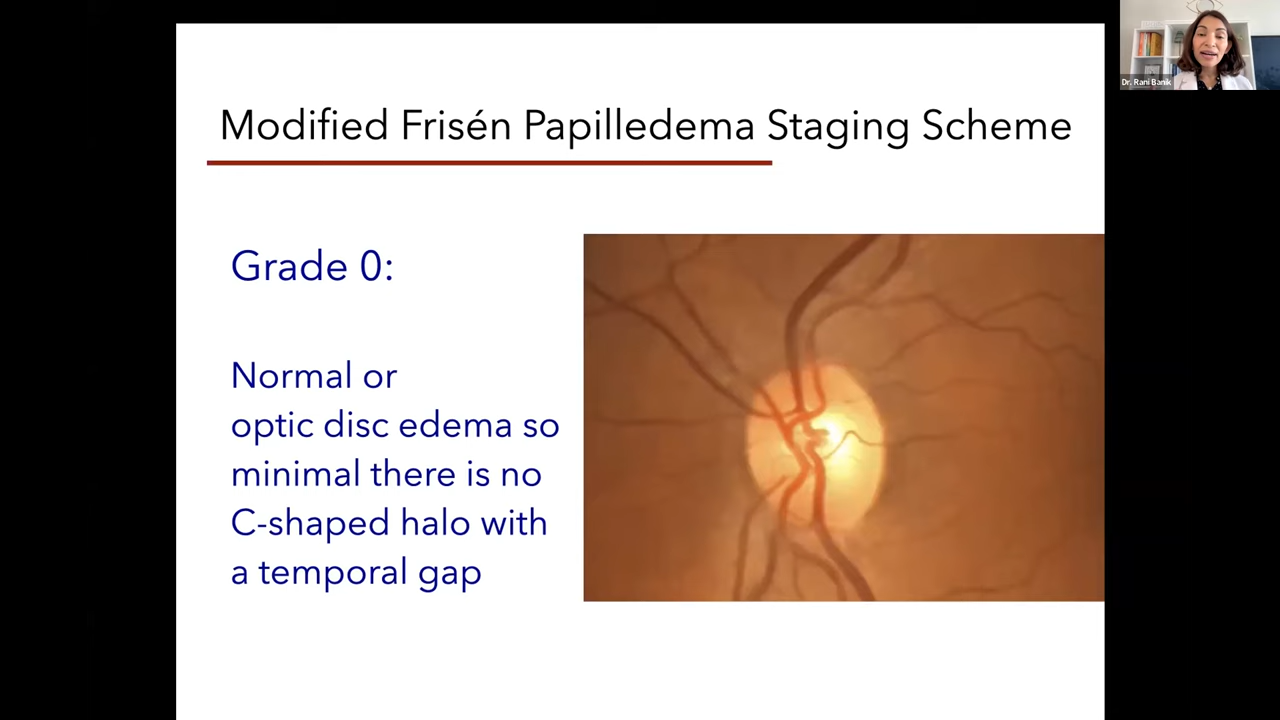 Modified Frisén Papilledema Staging Scheme
Grade 0:
Normal or
optic disc edema so
minimal there is no
C-shaped halo with
a temporal gap
Dr. Rani Banik